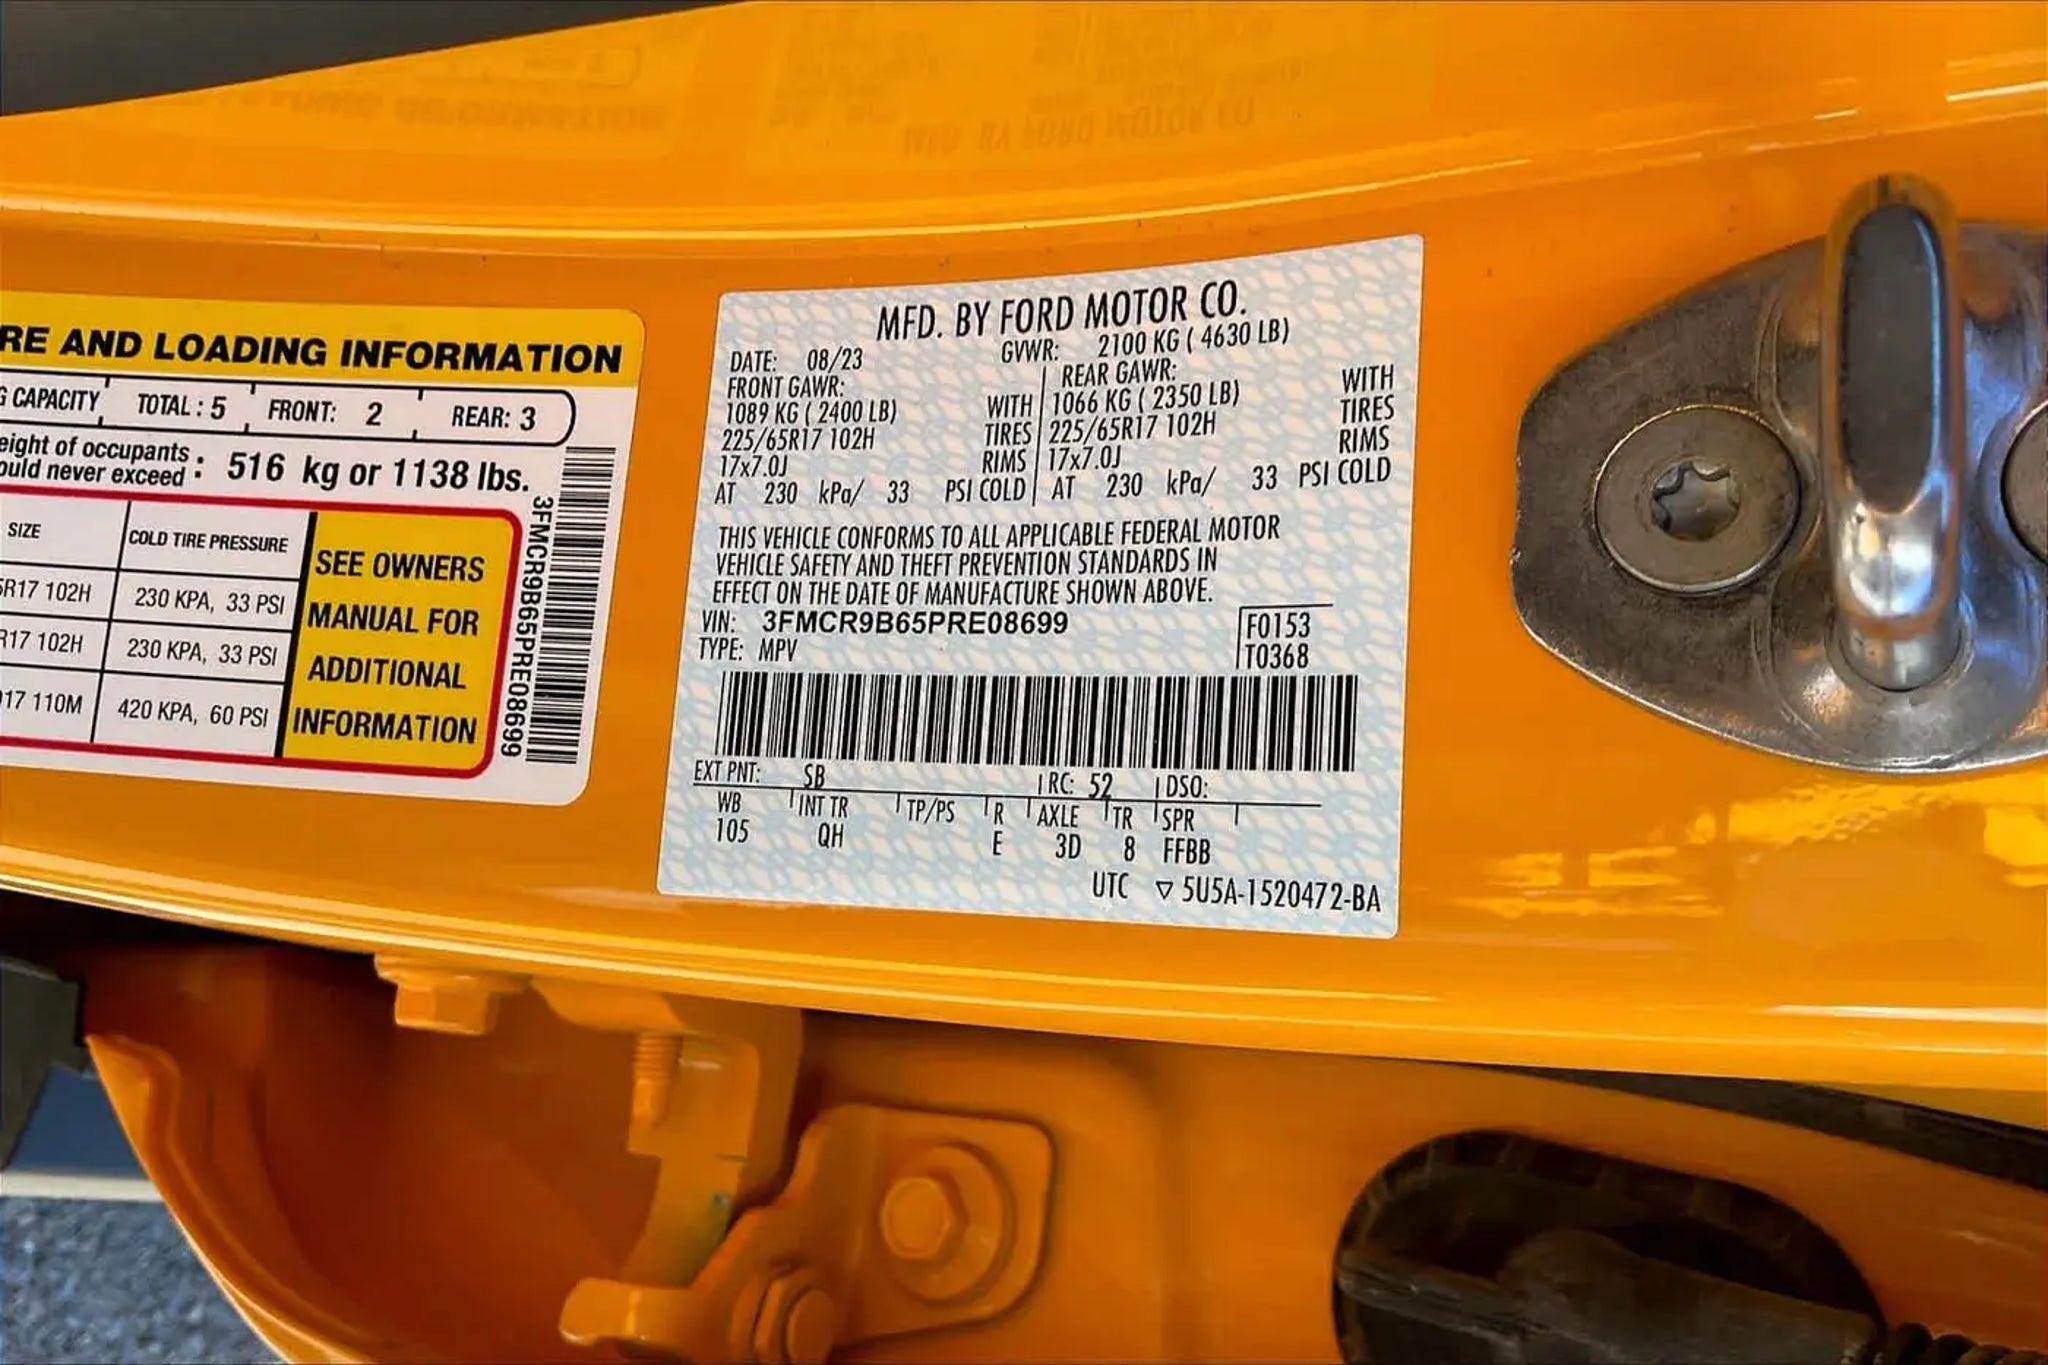 RE AND LOADING INFORMATION
G CAPACITY TOTAL : 5 FRONT: 2 REAR: 3
eight of occupants
ould never exceed : 516 kg or 1138 lbs.
SIZE COLD TIRE PRESSURE
5R17 102H 230 KPA, 33 PSI
R17 102H 230 KPA, 33 PSI
17 110M 420 KPA, 60 PSI
SEE OWNERS
MANUAL FOR
ADDITIONAL
INFORMATION
3FMCR9B65PRE08699
MFD. BY FORD MOTOR CO.
DATE: 08/23 GVWR: 2100 KG ( 4630 LB)
FRONT GAWR: REAR GAWR:
1089 KG ( 2400 LB) WITH 1066 KG ( 2350 LB) WITH
225/65R17 102H TIRES 225/65R17 102H TIRES
17x7.0J RIMS 17x7.0J RIMS
AT 230 kPa/ 33 PSI COLD AT 230 kPa/ 33 PSI COLD
THIS VEHICLE CONFORMS TO ALL APPLICABLE FEDERAL MOTOR
VEHICLE SAFETY AND THEFT PREVENTION STANDARDS IN
EFFECT ON THE DATE OF MANUFACTURE SHOWN ABOVE.
VIN: 3FMCR9B65PRE08699 F0153
TYPE: MPV T0368
EXT PNT: SB RC: 52 DSO:
WB INT TR TP/PS R AXLE TR SPR
105 QH E 3D 8 FFBB
UTC ▽ 5U5A-1520472-BA